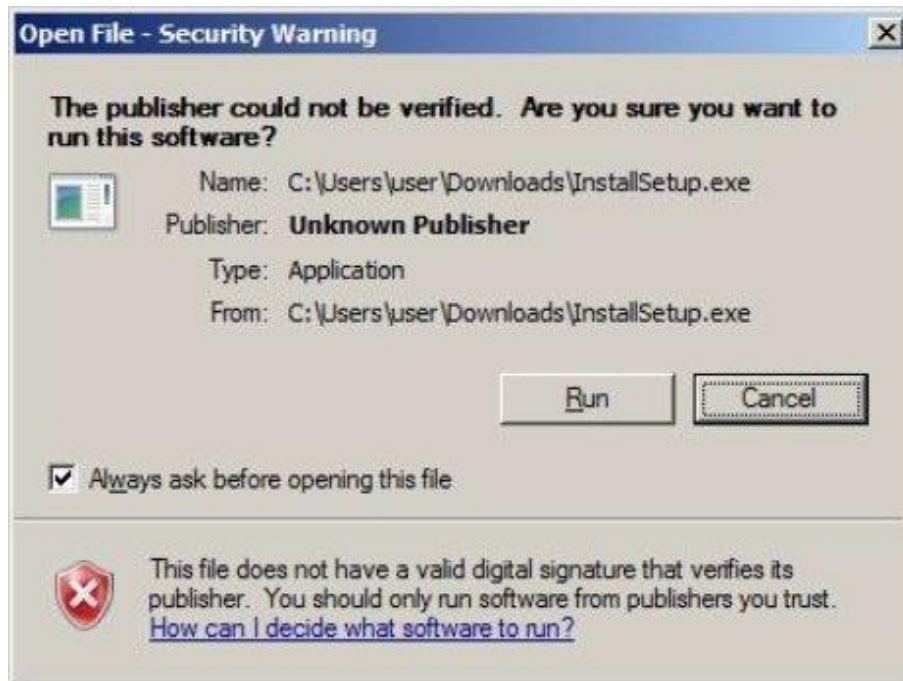 Open File - Security Warning
The publisher could not be verified. Are you sure you want to
run this software?
Name: C:\Users\user\Downloads\InstallSetup.exe
Publisher: Unknown Publisher
Type: Application
From: C:\Users\user\Downloads\InstallSetup.exe
Run Cancel
Always ask before opening this file
This file does not have a valid digital signature that verifies its
publisher. You should only run software from publishers you trust.
How can I decide what software to run?